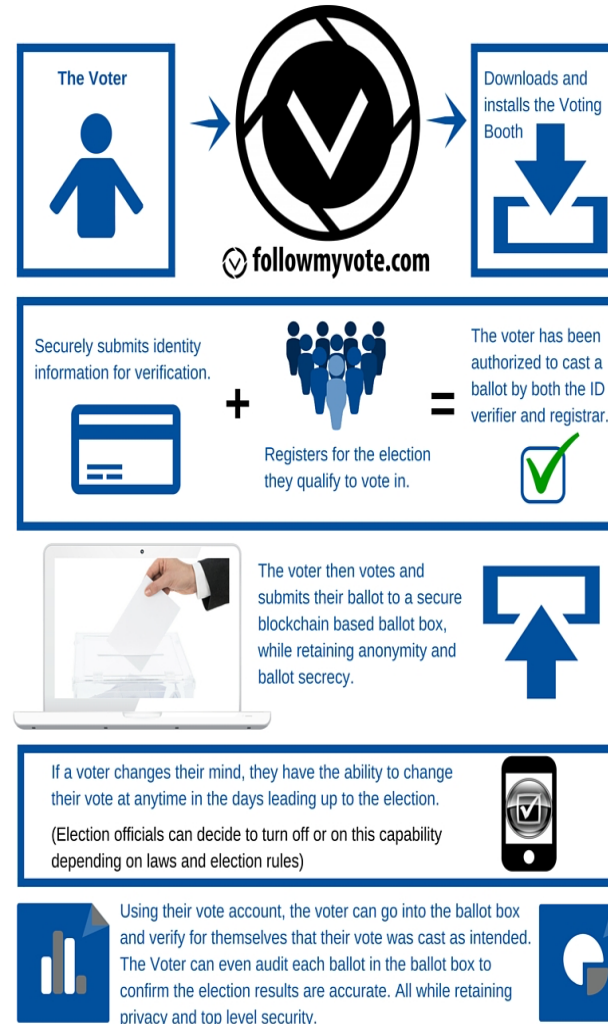 The Voter
Downloads and
installs the Voting
Booth
followmyvote.com
Securely submits identity
information for verification.
+
Registers for the election
they qualify to vote in.
=
The voter has been
authorized to cast a
ballot by both the ID
verifier and registrar.
The voter then votes and
submits their ballot to a secure
blockchain based ballot box,
while retaining anonymity and
ballot secrecy.
If a voter changes their mind, they have the ability to change
their vote at anytime in the days leading up to the election.
(Election officials can decide to turn off or on this capability
depending on laws and election rules)
Using their vote account, the voter can go into the ballot box
and verify for themselves that their vote was cast as intended.
The Voter can even audit each ballot in the ballot box to
confirm the election results are accurate. All while retaining
privacy and top level security.